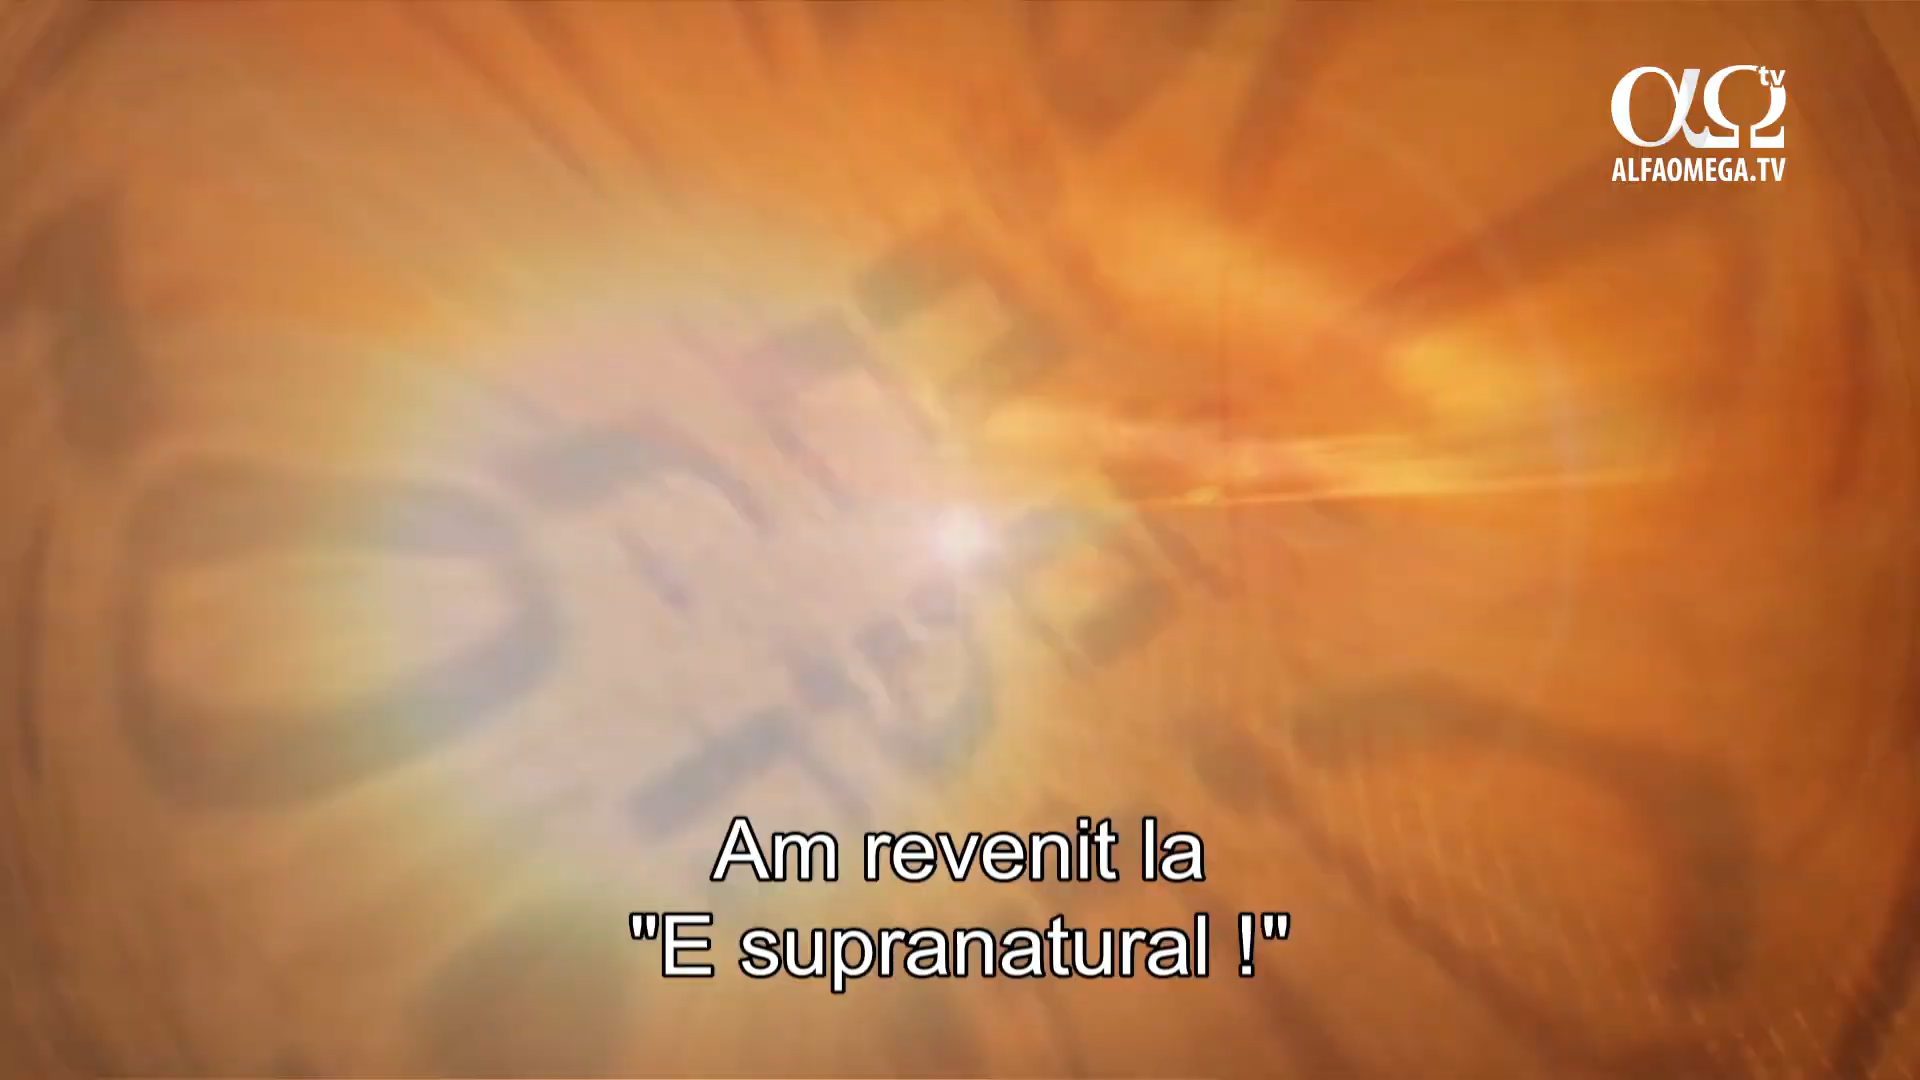 αΩ tv
ALFAOMEGA.TV
Am revenit la
"E supranatural !"